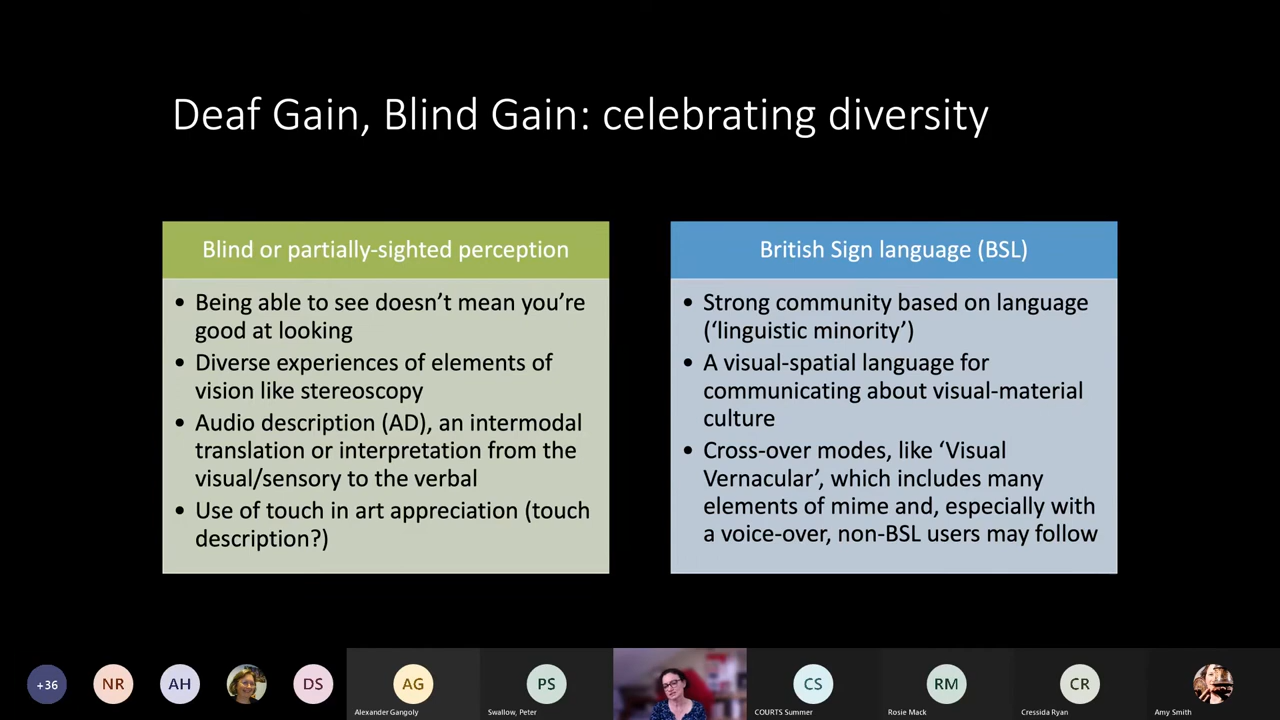 Deaf Gain, Blind Gain: celebrating diversity
Blind or partially-sighted perception
• Being able to see doesn’t mean you’re
good at looking
• Diverse experiences of elements of
vision like stereoscopy
• Audio description (AD), an intermodal
translation or interpretation from the
visual/sensory to the verbal
• Use of touch in art appreciation (touch
description?)
British Sign language (BSL)
• Strong community based on language
(‘linguistic minority’)
• A visual-spatial language for
communicating about visual-material
culture
• Cross-over modes, like ‘Visual
Vernacular’, which includes many
elements of mime and, especially with
a voice-over, non-BSL users may follow
+36
NR
AH
DS
AG
Alexander Gangoly
PS
Swallow, Peter
CS
COURTS Summer
RM
Rosie Mack
CR
Cressida Ryan
Amy Smith